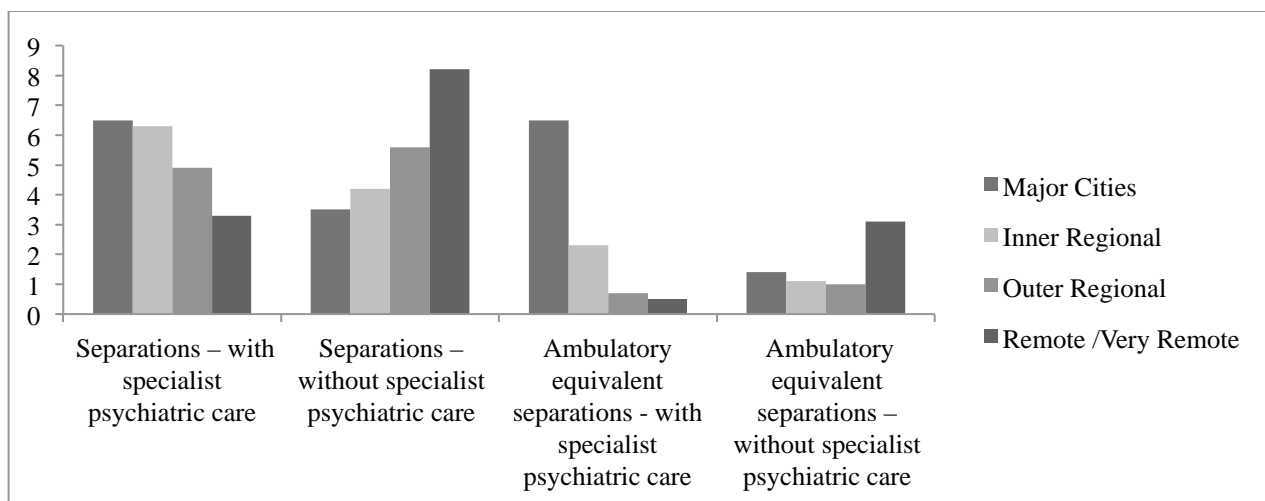 9
8
7
6
5
4
3
2
1
0
Separations – with
specialist
psychiatric care
Separations –
without specialist
psychiatric care
Ambulatory
equivalent
separations - with
specialist
psychiatric care
Ambulatory
equivalent
separations –
without specialist
psychiatric care
Major Cities
Inner Regional
Outer Regional
Remote /Very Remote